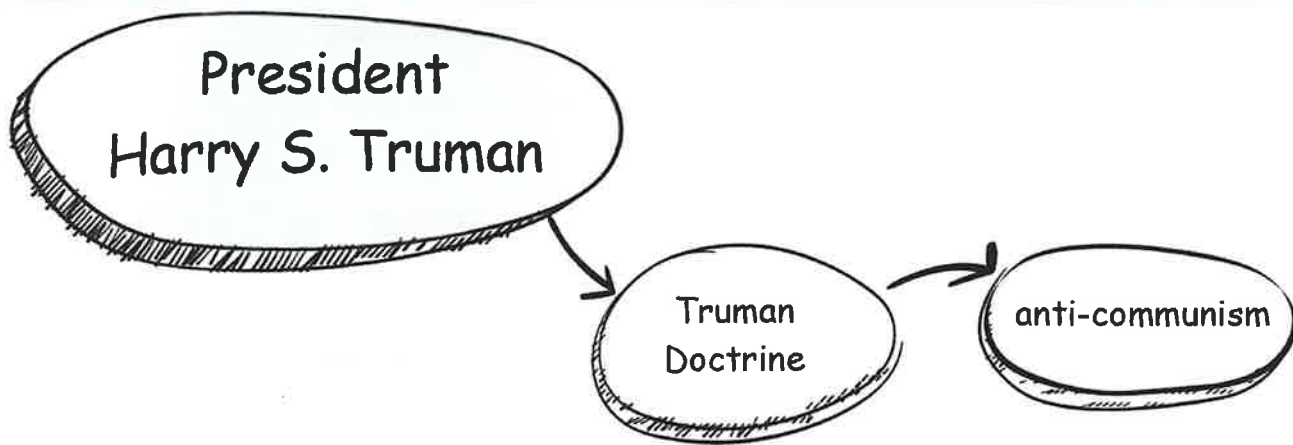 President
Harry S. Truman
Truman
Doctrine
anti-communism